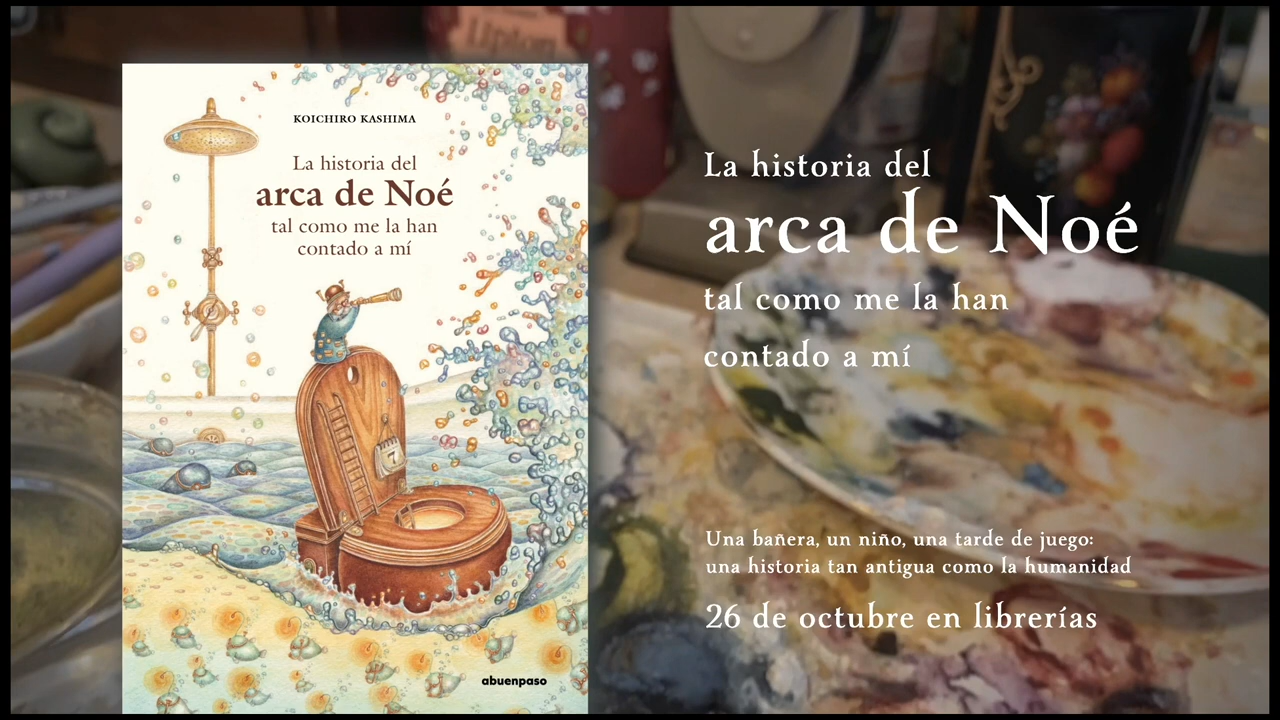 Lipton
KOICHIRO KASHIMA
La historia del
arca de Noé
tal como me la han
contado a mí
7
abuenpaso
La historia del
arca de Noé
tal como me la han
contado a mí
Una bañera, un niño, una tarde de juego:
una historia tan antigua como la humanidad
26 de octubre en librerías